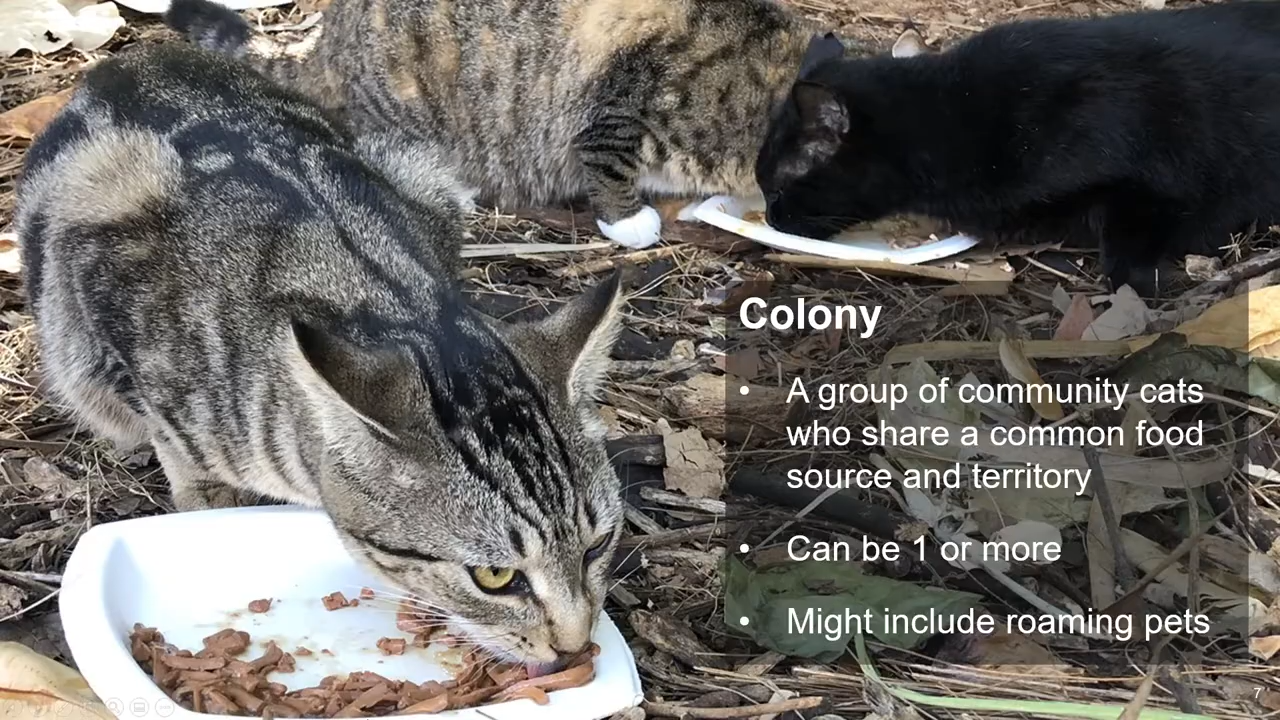 Colony
• A group of community cats
who share a common food
source and territory
• Can be 1 or more
• Might include roaming pets
7